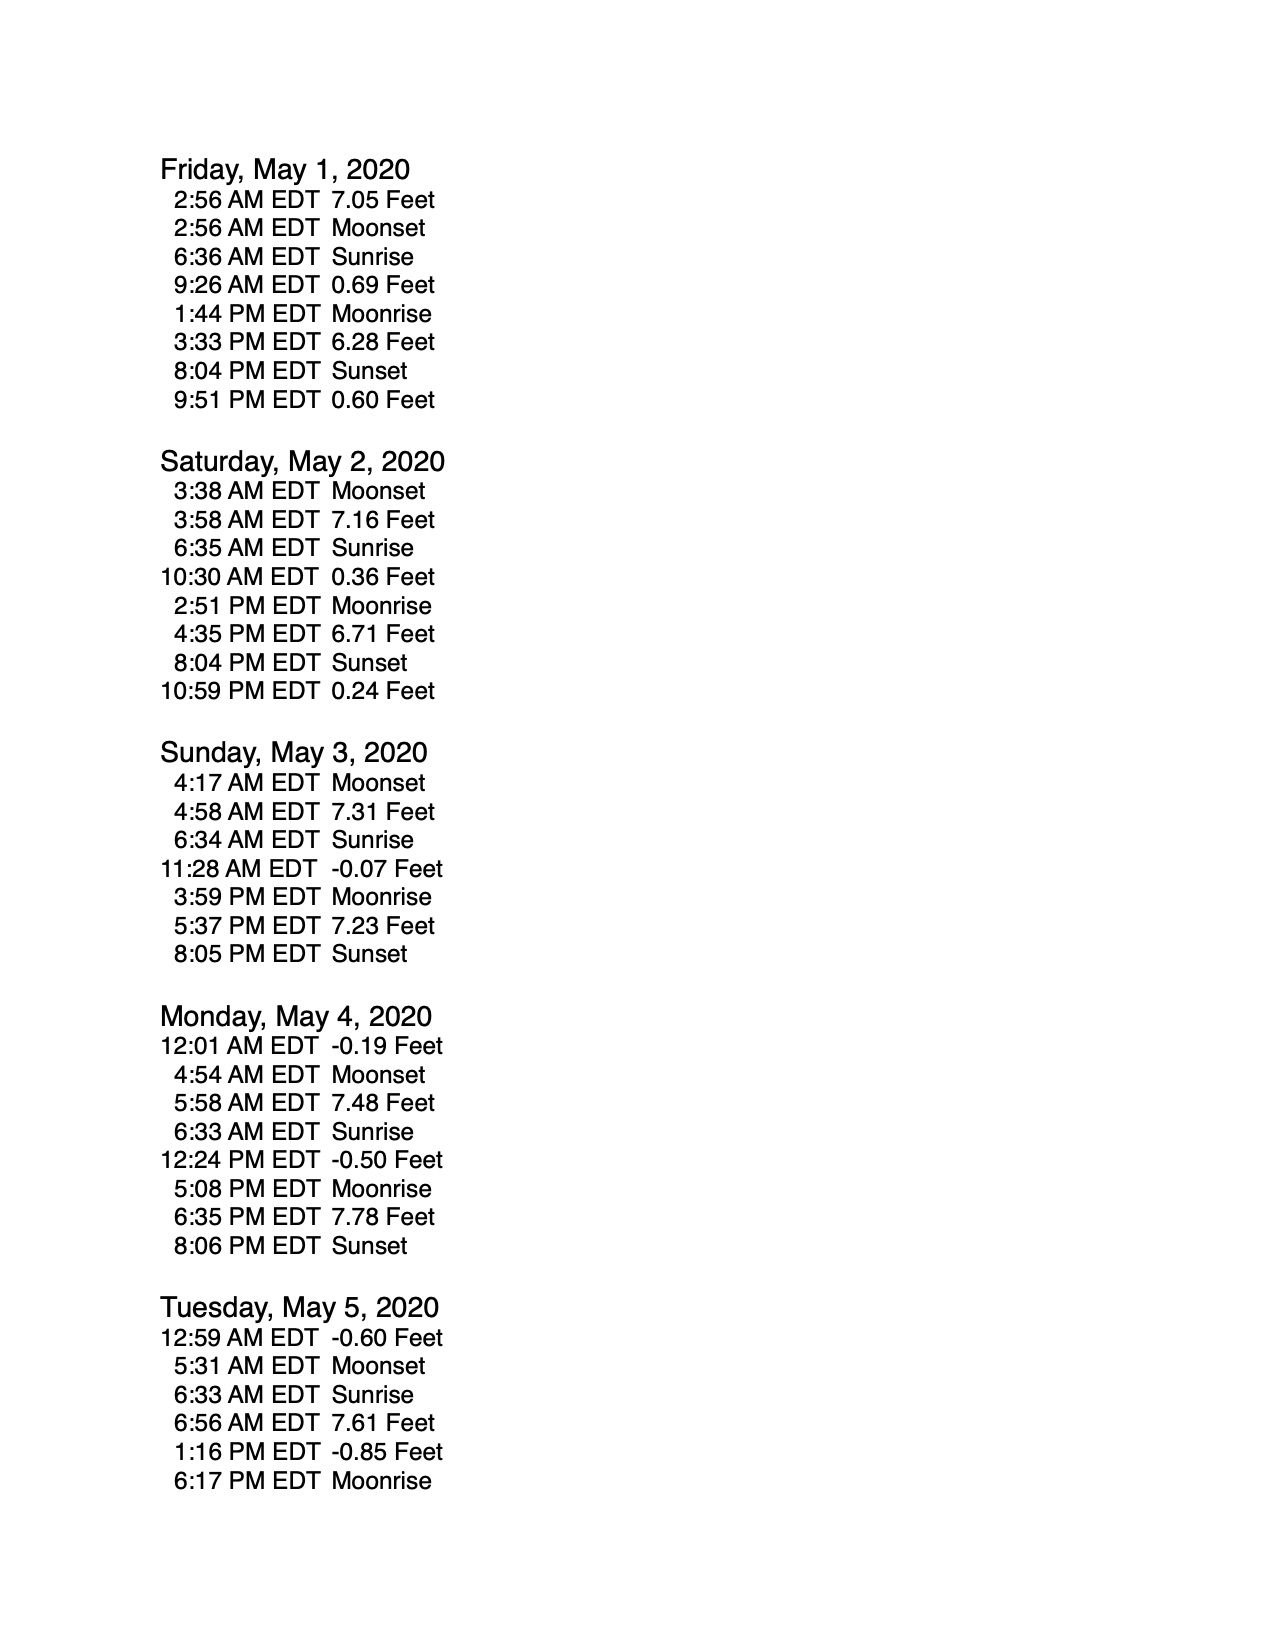 Friday, May 1, 2020
2:56 AM EDT 7.05 Feet
2:56 AM EDT Moonset
6:36 AM EDT Sunrise
9:26 AM EDT 0.69 Feet
1:44 PM EDT Moonrise
3:33 PM EDT 6.28 Feet
8:04 PM EDT Sunset
9:51 PM EDT 0.60 Feet
Saturday, May 2, 2020
3:38 AM EDT Moonset
3:58 AM EDT 7.16 Feet
6:35 AM EDT Sunrise
10:30 AM EDT 0.36 Feet
2:51 PM EDT Moonrise
4:35 PM EDT 6.71 Feet
8:04 PM EDT Sunset
10:59 PM EDT 0.24 Feet
Sunday, May 3, 2020
4:17 AM EDT Moonset
4:58 AM EDT 7.31 Feet
6:34 AM EDT Sunrise
11:28 AM EDT -0.07 Feet
3:59 PM EDT Moonrise
5:37 PM EDT 7.23 Feet
8:05 PM EDT Sunset
Monday, May 4, 2020
12:01 AM EDT -0.19 Feet
4:54 AM EDT Moonset
5:58 AM EDT 7.48 Feet
6:33 AM EDT Sunrise
12:24 PM EDT -0.50 Feet
5:08 PM EDT Moonrise
6:35 PM EDT 7.78 Feet
8:06 PM EDT Sunset
Tuesday, May 5, 2020
12:59 AM EDT -0.60 Feet
5:31 AM EDT Moonset
6:33 AM EDT Sunrise
6:56 AM EDT 7.61 Feet
1:16 PM EDT -0.85 Feet
6:17 PM EDT Moonrise